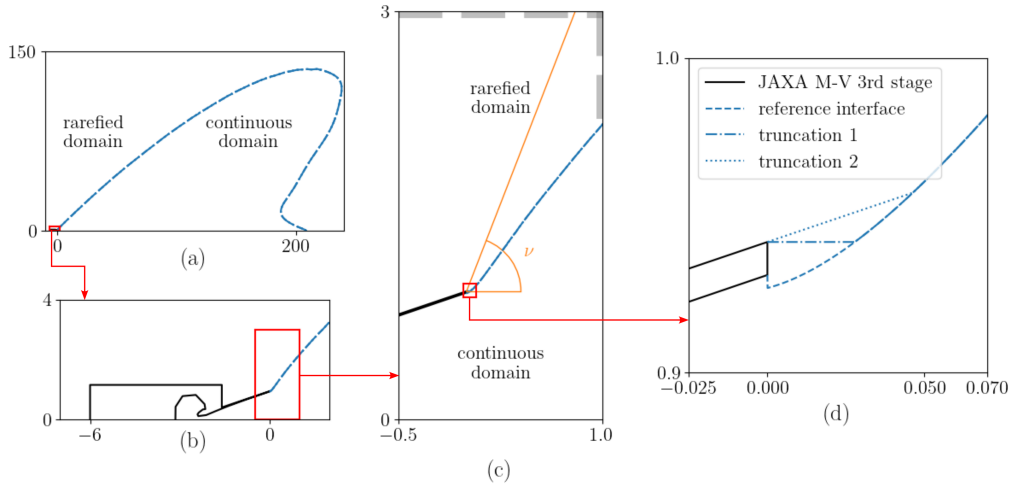 150
rarefied
domain
continuous
domain
0
0
200
(a)
4
0
−6
0
(b)
3
rarefied
domain
ν
continuous
domain
0
−0.5
1.0
(c)
1.0
JAXA M-V 3rd stage
reference interface
truncation 1
truncation 2
0.9
−0.025
0.000
0.050
0.070
(d)